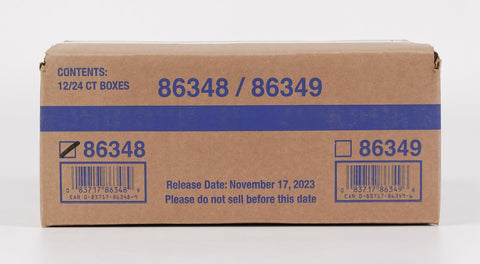 CONTENTS:
12/24 CT BOXES
86348 / 86349
86348
86349
0 83717 86348 9
EAN 0-83717-86348-9
Release Date: November 17, 2023
Please do not sell before this date
0 83717 86349 6
EAN 0-83717-86349-6